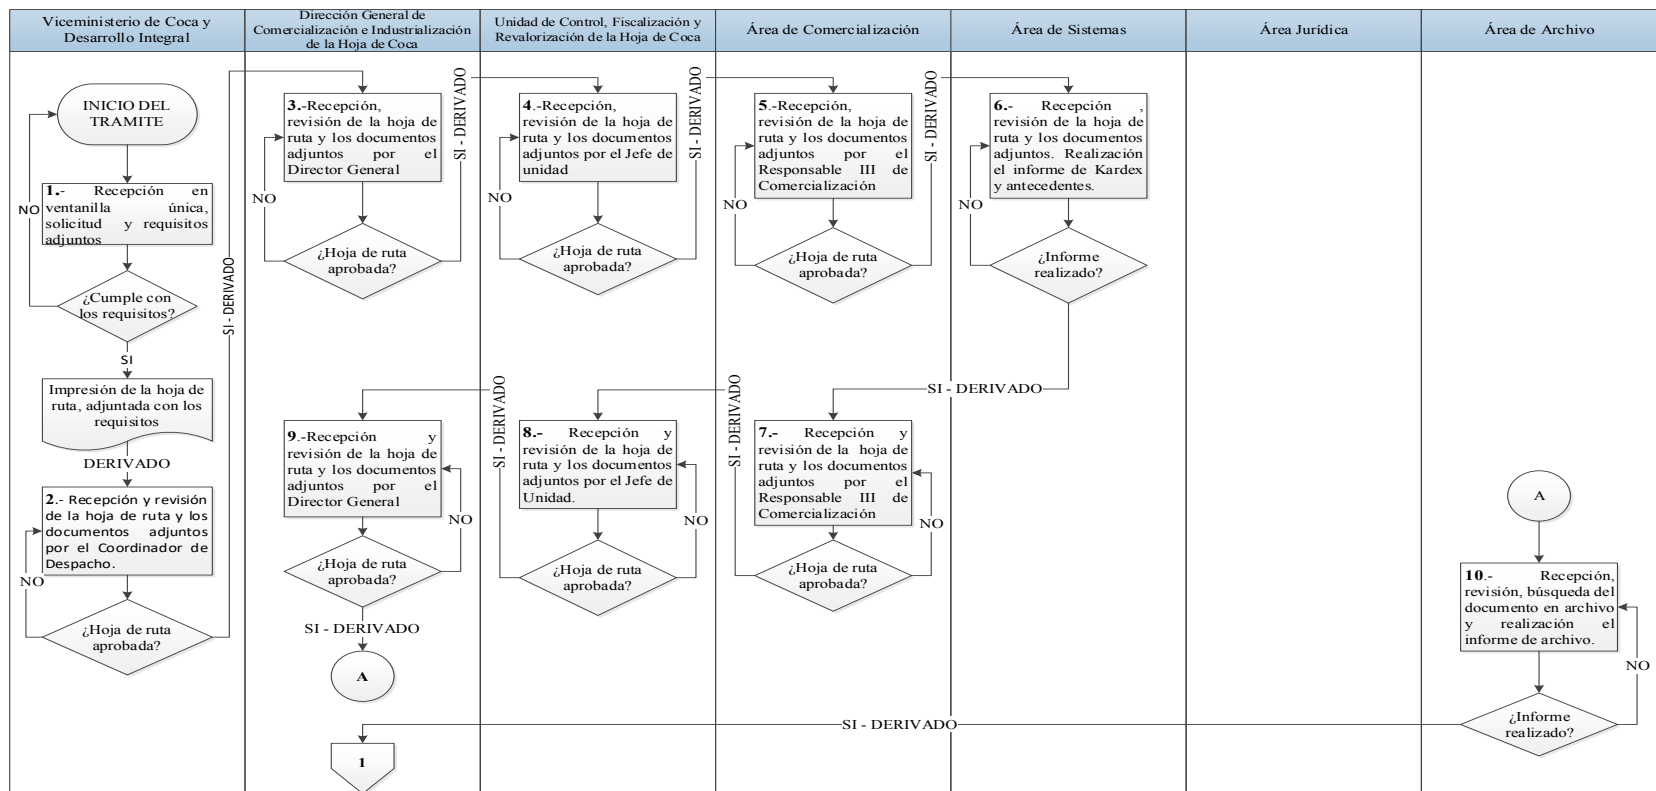 Viceministerio de Coca y
Desarrollo Integral
Dirección General de
Comercialización e Industrialización
de la Hoja de Coca
Unidad de Control, Fiscalización y
Revalorización de la Hoja de Coca
Área de Comercialización
Área de Sistemas
Área Jurídica
Área de Archivo
INICIO DEL
TRAMITE
1.- Recepción en
ventanilla única,
solicitud y requisitos
adjuntos
NO
¿Cumple con
los requisitos?
SI
Impresión de la hoja de
ruta, adjuntada con los
requisitos
DERIVADO
2.- Recepción y revisión
de la hoja de ruta y los
documentos adjuntos
por el Coordinador de
Despacho.
NO
¿Hoja de ruta
aprobada?
SI - DERIVADO
3.-Recepción,
revisión de la hoja de
ruta y los documentos
adjuntos por el
Director General
NO
¿Hoja de ruta
aprobada?
SI - DERIVADO
4.-Recepción,
revisión de la hoja de
ruta y los documentos
adjuntos por el Jefe de
unidad
NO
¿Hoja de ruta
aprobada?
SI - DERIVADO
5.-Recepción,
revisión de la hoja de
ruta y los documentos
adjuntos por el
Responsable III de
Comercialización
NO
¿Hoja de ruta
aprobada?
SI - DERIVADO
6.- Recepción ,
revisión de la hoja de
ruta y los documentos
adjuntos. Realización
el informe de Kardex
y antecedentes.
NO
¿Informe
realizado?
SI - DERIVADO
7.- Recepción y
revisión de la hoja de
ruta y los documentos
adjuntos por el
Responsable III de
Comercialización
NO
¿Hoja de ruta
aprobada?
SI - DERIVADO
8.- Recepción y
revisión de la hoja de
ruta y los documentos
adjuntos por el Jefe de
Unidad.
NO
¿Hoja de ruta
aprobada?
SI - DERIVADO
9.-Recepción y
revisión de la hoja de
ruta y los documentos
adjuntos por el
Director General
NO
¿Hoja de ruta
aprobada?
SI - DERIVADO
A
A
10.- Recepción,
revisión, búsqueda del
documento en archivo
y realización el
informe de archivo.
NO
¿Informe
realizado?
SI - DERIVADO
1